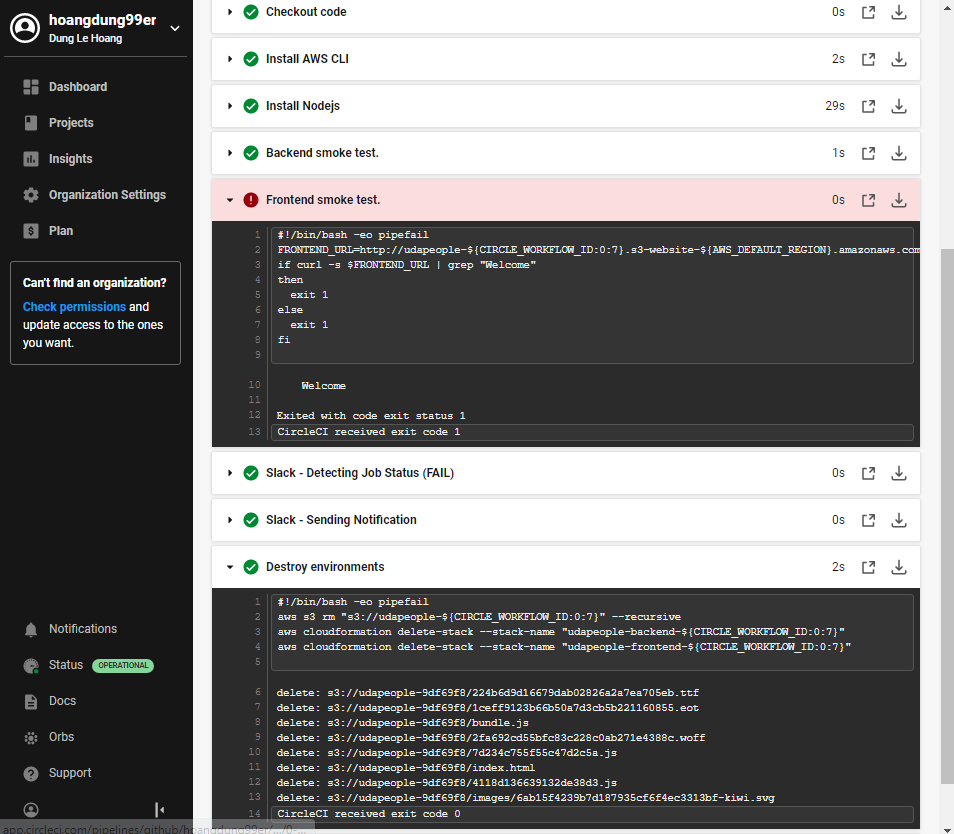 hoangdung99er
Dung Le Hoang
Dashboard
Projects
Insights
Organization Settings
Plan
Can't find an organization?
Check permissions and
update access to the ones
you want.
Notifications
Status OPERATIONAL
Docs
Orbs
Support
Checkout code 0s
Install AWS CLI 2s
Install Nodejs 29s
Backend smoke test. 1s
Frontend smoke test. 0s
1 #!/bin/bash -eo pipefail
2 FRONTEND_URL=http://udapeople-${CIRCLE_WORKFLOW_ID:0:7}.s3-website-${AWS_DEFAULT_REGION}.amazonaws.com
3 if curl -s $FRONTEND_URL | grep "Welcome"
4 then
5   exit 1
6 else
7   exit 1
8 fi
9
10     Welcome
11
12 Exited with code exit status 1
13 CircleCI received exit code 1
Slack - Detecting Job Status (FAIL) 0s
Slack - Sending Notification 0s
Destroy environments 2s
1 #!/bin/bash -eo pipefail
2 aws s3 rm "s3://udapeople-${CIRCLE_WORKFLOW_ID:0:7}" --recursive
3 aws cloudformation delete-stack --stack-name "udapeople-backend-${CIRCLE_WORKFLOW_ID:0:7}"
4 aws cloudformation delete-stack --stack-name "udapeople-frontend-${CIRCLE_WORKFLOW_ID:0:7}"
5
6 delete: s3://udapeople-9df69f8/224b6d9d16679dab02826a2a7ea705eb.ttf
7 delete: s3://udapeople-9df69f8/1ceff9123b66b50a7d3cb5b221160855.eot
8 delete: s3://udapeople-9df69f8/bundle.js
9 delete: s3://udapeople-9df69f8/2fa692cd55bfc83c228c0ab271e4388c.woff
10 delete: s3://udapeople-9df69f8/7d234c755f55c47d2c5a.js
11 delete: s3://udapeople-9df69f8/index.html
12 delete: s3://udapeople-9df69f8/4118d136639132de38d3.js
13 delete: s3://udapeople-9df69f8/images/6ab15f4239b7d187935cf6f4ec3313bf-kiwi.svg
14 CircleCI received exit code 0
app.circleci.com/pipelines/github/hoangdung99er/.../0-...